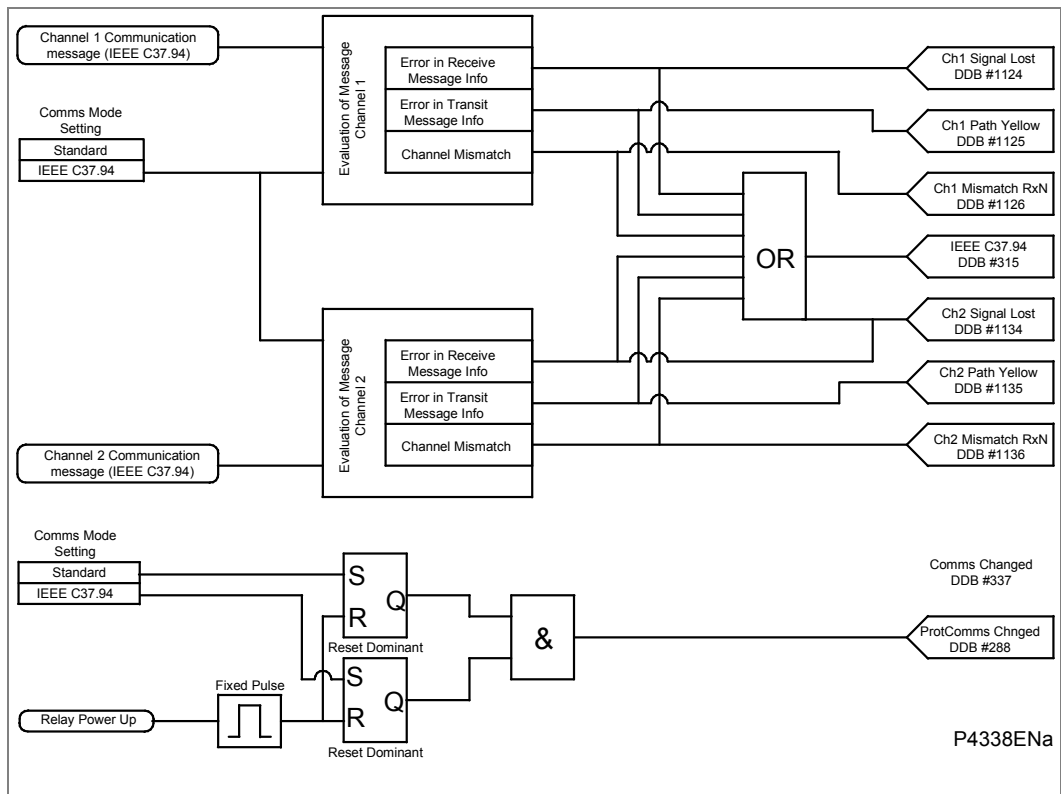 Channel 1 Communication
message (IEEE C37.94)
Comms Mode
Setting
Standard
IEEE C37.94
Evaluation of Message
Channel 1
Error in Receive
Message Info
Error in Transit
Message Info
Channel Mismatch
Ch1 Signal Lost
DDB #1124
Ch1 Path Yellow
DDB #1125
Ch1 Mismatch RxN
DDB #1126
OR
IEEE C37.94
DDB #315
Ch2 Signal Lost
DDB #1134
Ch2 Path Yellow
DDB #1135
Ch2 Mismatch RxN
DDB #1136
Evaluation of Message
Channel 2
Error in Receive
Message Info
Error in Transit
Message Info
Channel Mismatch
Channel 2 Communication
message (IEEE C37.94)
Comms Mode
Setting
Standard
IEEE C37.94
S
Q
R
Reset Dominant
S
Q
R
Reset Dominant
Fixed Pulse
Relay Power Up
&
Comms Changed
DDB #337
ProtComms Chnged
DDB #288
P4338ENa